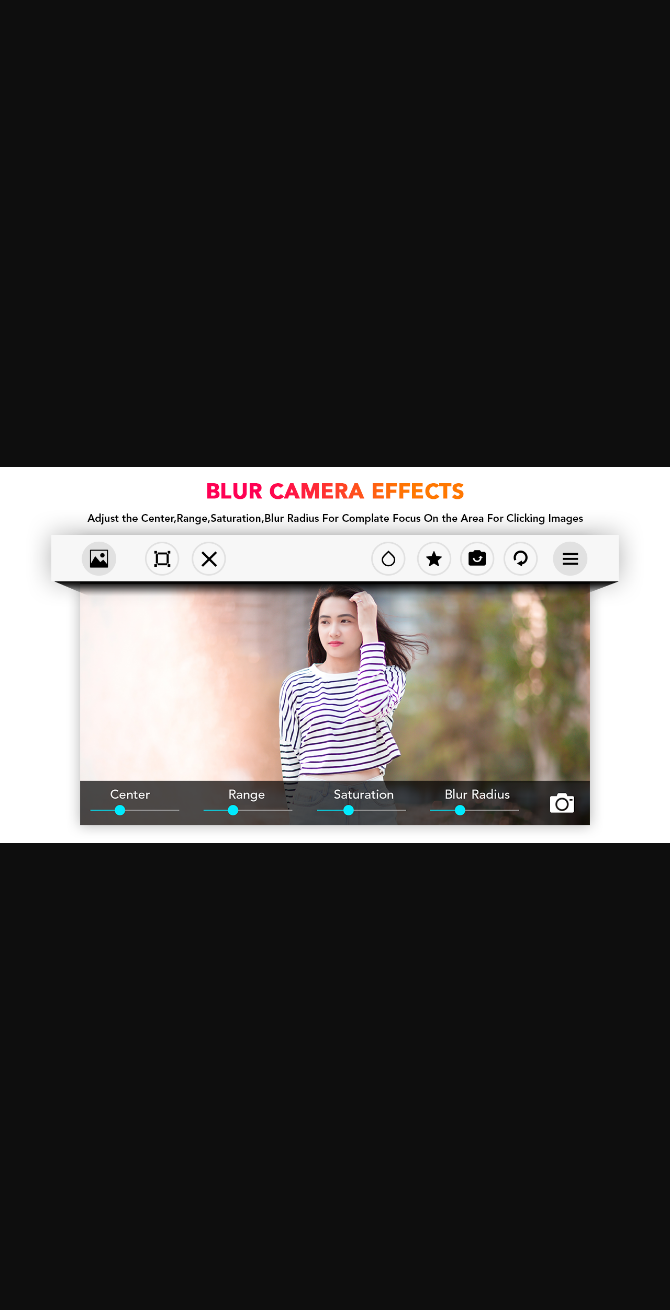 BLUR CAMERA EFFECTS
Adjust the Center,Range,Saturation,Blur Radius For Complate Focus On the Area For Clicking Images
Center Range Saturation Blur Radius